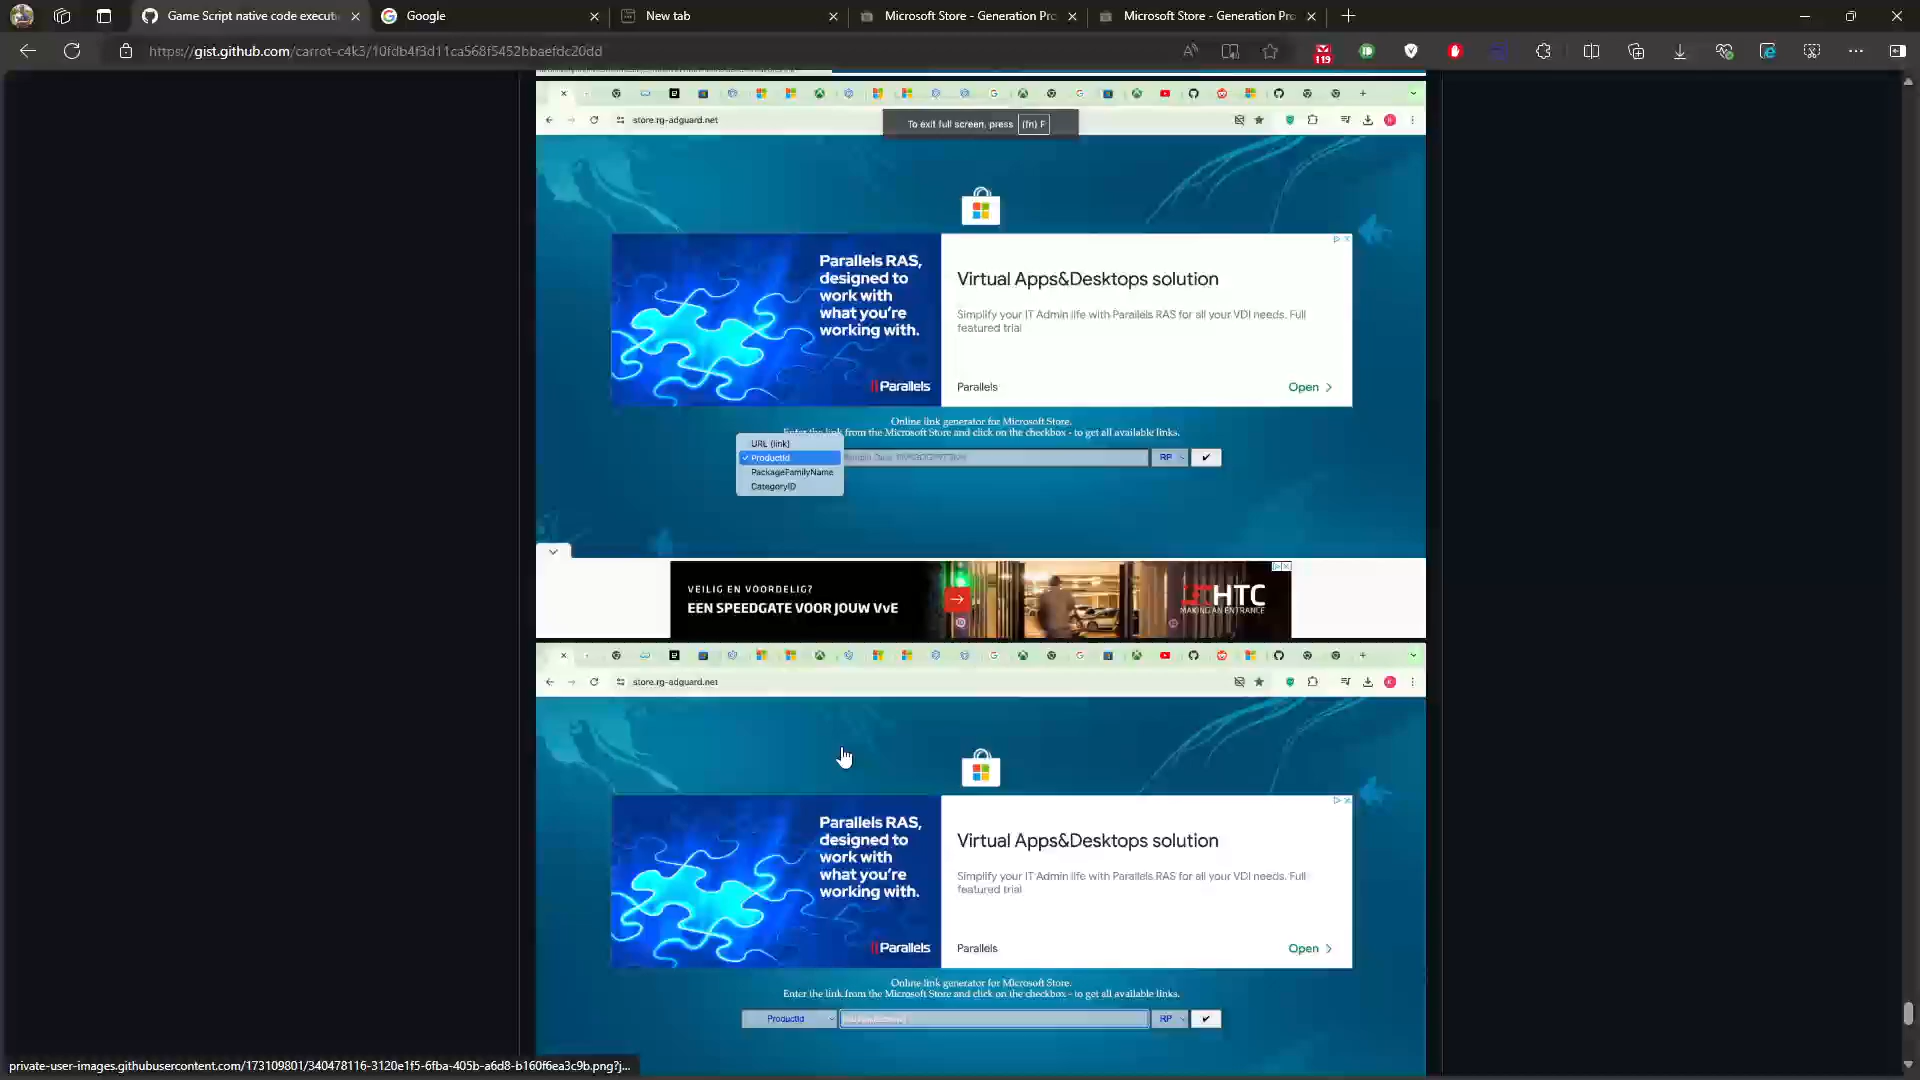 Game Script native code executi
Google
New tab
Microsoft Store - Generation Pro
Microsoft Store - Generation Pro
https://gist.github.com/carrot-c4k3/10fdb4f3d11ca568f5452bbaefdc20dd
119
store.rg-adguard.net
To exit full screen, press (fn) F
Parallels RAS,
designed to
work with
what you're
working with.
Parallels
Virtual Apps&Desktops solution
Simplify your IT Admin life with Parallels RAS for all your VDI needs. Full
featured trial
Parallels
Open
Online link generator for Microsoft Store.
Enter the link from the Microsoft Store and click on the checkbox - to get all available links.
URL (link)
ProductId
PackageFamilyName
CategoryID
RP
VEILIG EN VOORDELIG?
EEN SPEEDGATE VOOR JOUW VvE
HTC
MAKING AN ENTRANCE
store.rg-adguard.net
Parallels RAS,
designed to
work with
what you're
working with.
Parallels
Virtual Apps&Desktops solution
Simplify your IT Admin life with Parallels RAS for all your VDI needs. Full
featured trial
Parallels
Open
Online link generator for Microsoft Store.
Enter the link from the Microsoft Store and click on the checkbox - to get all available links.
ProductId
RP
private-user-images.githubusercontent.com/173109801/340478116-3120e1f5-6fba-405b-a6d8-b160f6ea3c9b.png?j...